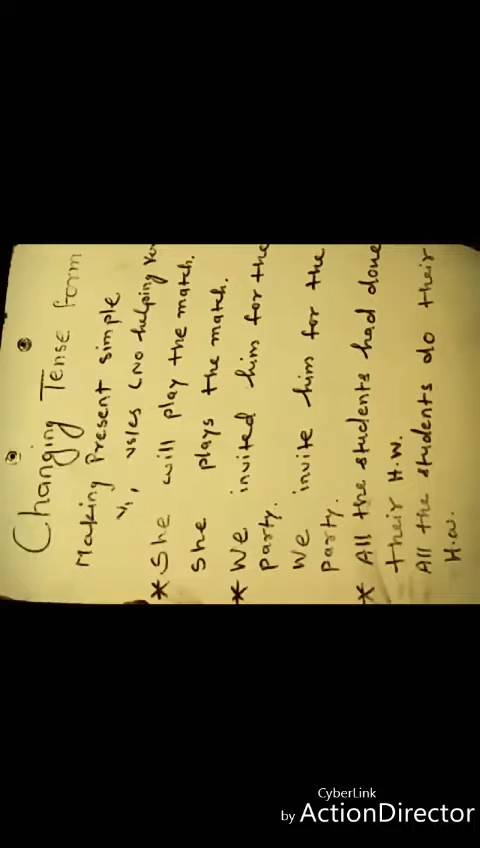 Changing Tense form
Making Present simple
V1, Vs/es (No helping
* She will play the match.
She plays the match.
* We invited him for the
party.
We invite him for the
party.
* All the students had done
their H.W.
All the students do their
H.W.
CyberLink
by ActionDirector